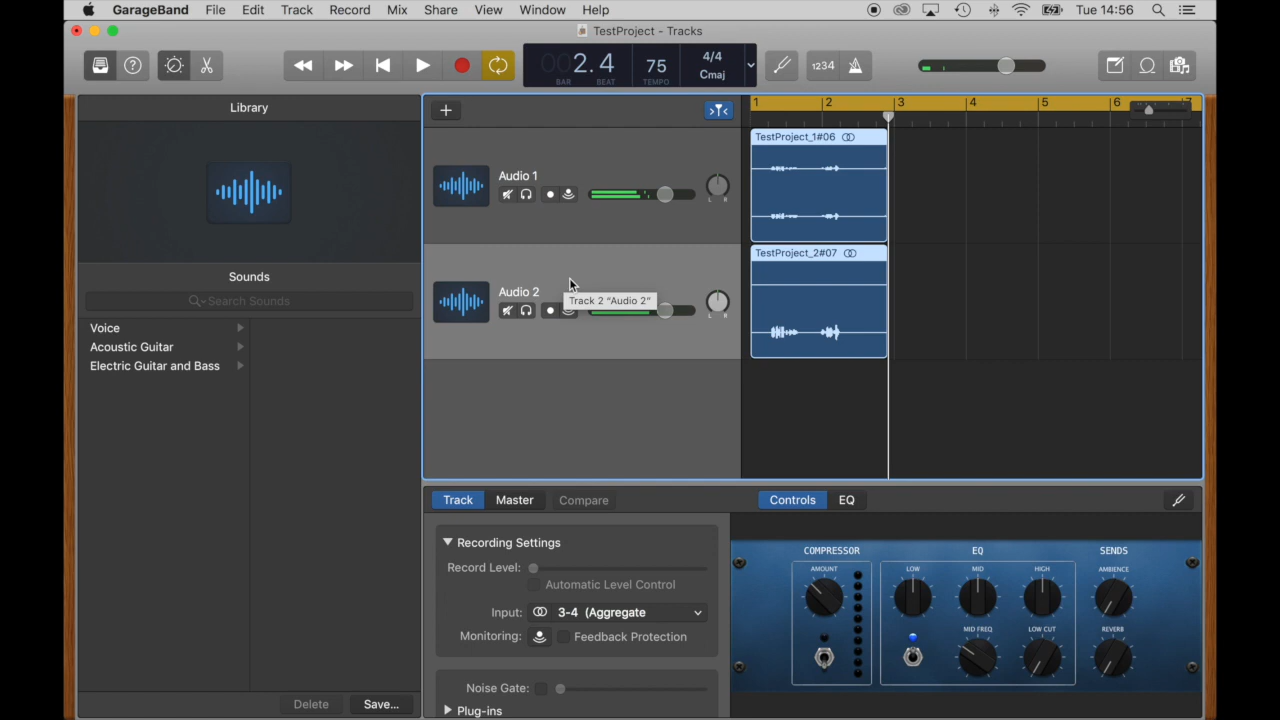 GarageBand File Edit Track Record Mix Share View Window Help Tue 14:56
TestProject - Tracks
002.4 75 4/4 Cmaj 1234
BAR BEAT TEMPO
Library
Sounds
Search Sounds
Voice
Acoustic Guitar
Electric Guitar and Bass
Delete Save...
1 2 3 4 5 6 7
Audio 1
L R
TestProject_1#06
Audio 2
L R
Track 2 “Audio 2”
TestProject_2#07
Track Master Compare
Controls EQ
Recording Settings
Record Level:
Automatic Level Control
Input: 3-4 (Aggregate
Monitoring: Feedback Protection
Noise Gate:
Plug-ins
COMPRESSOR EQ SENDS
AMOUNT LOW MID HIGH AMBIENCE
MID FREQ LOW CUT REVERB